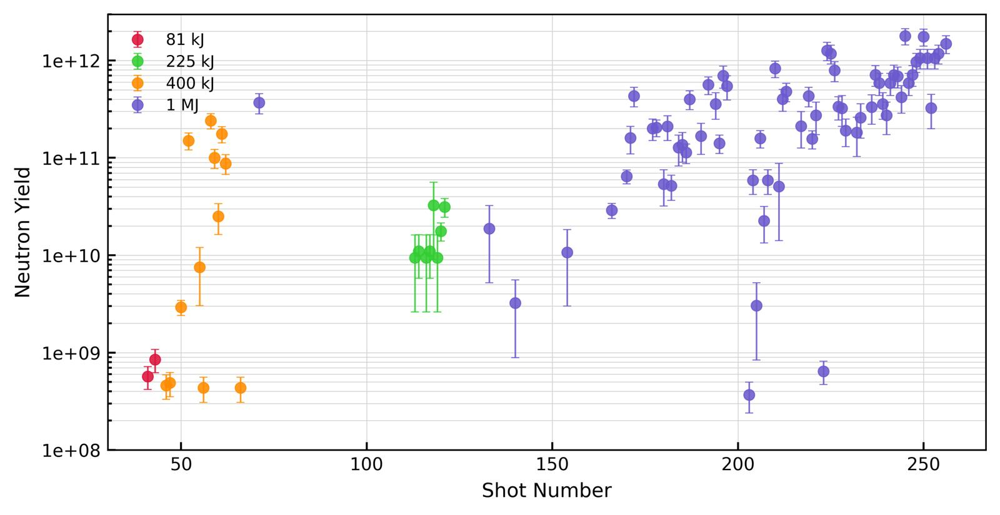 81 kJ
225 kJ
400 kJ
1 MJ
1e+12
1e+11
1e+10
1e+09
1e+08
Neutron Yield
50 100 150 200 250
Shot Number